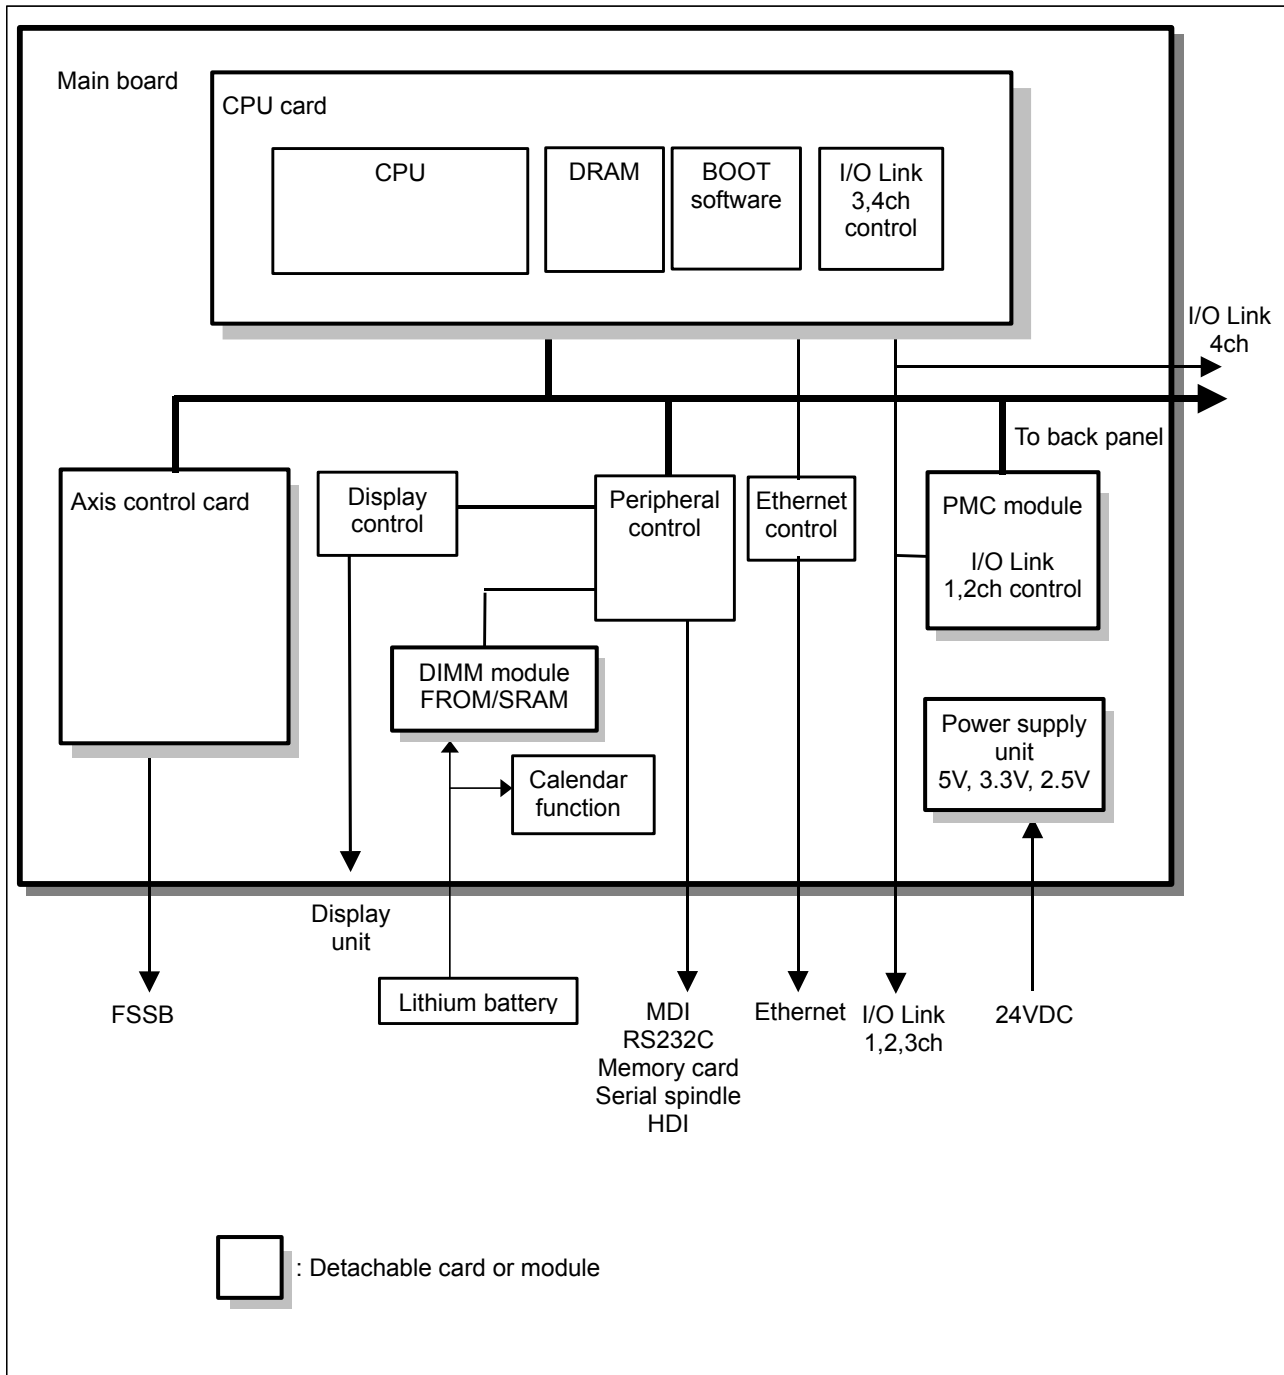 Main board
CPU card
CPU
DRAM
BOOT
software
I/O Link
3,4ch
control
I/O Link
4ch
To back panel
Axis control card
Display
control
Peripheral
control
Ethernet
control
PMC module
I/O Link
1,2ch control
DIMM module
FROM/SRAM
Power supply
unit
5V, 3.3V, 2.5V
Calendar
function
Display
unit
Lithium battery
FSSB
MDI
RS232C
Memory card
Serial spindle
HDI
Ethernet
I/O Link
1,2,3ch
24VDC
: Detachable card or module